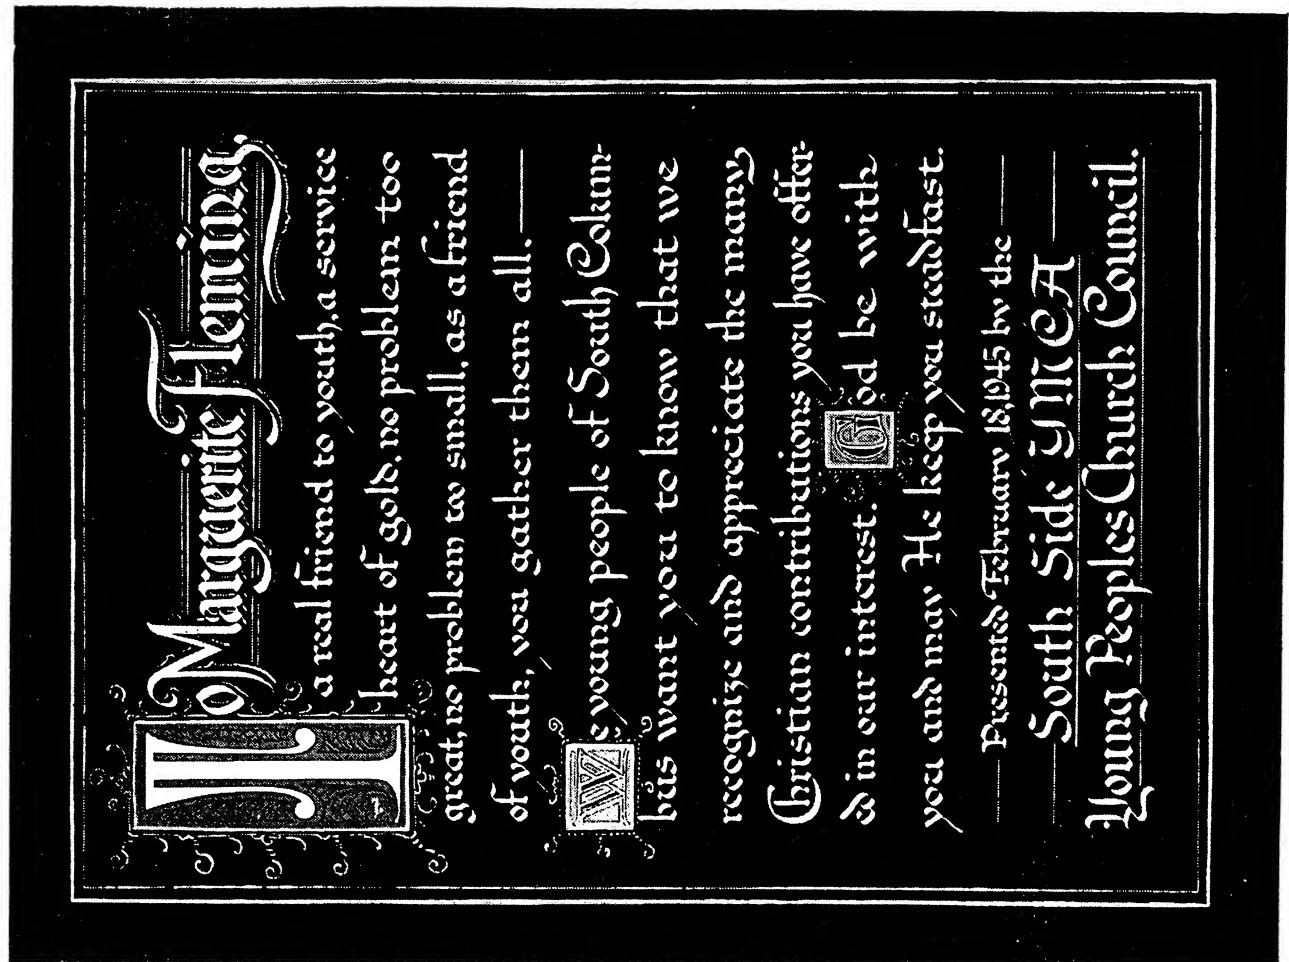 To Marguerite Fleming,
a real friend to youth, a service
heart of gold, no problem too
great, no problem too small, as a friend
of youth, you gather them all.
We young people of South Colum-
bus want you to know that we
recognize and appreciate the many,
Christian contributions you have offer-
ed in our interest. God be with
you and may He keep you steadfast.
Presented February 18, 1945 by the
South Side YMCA
Young Peoples Church Council.